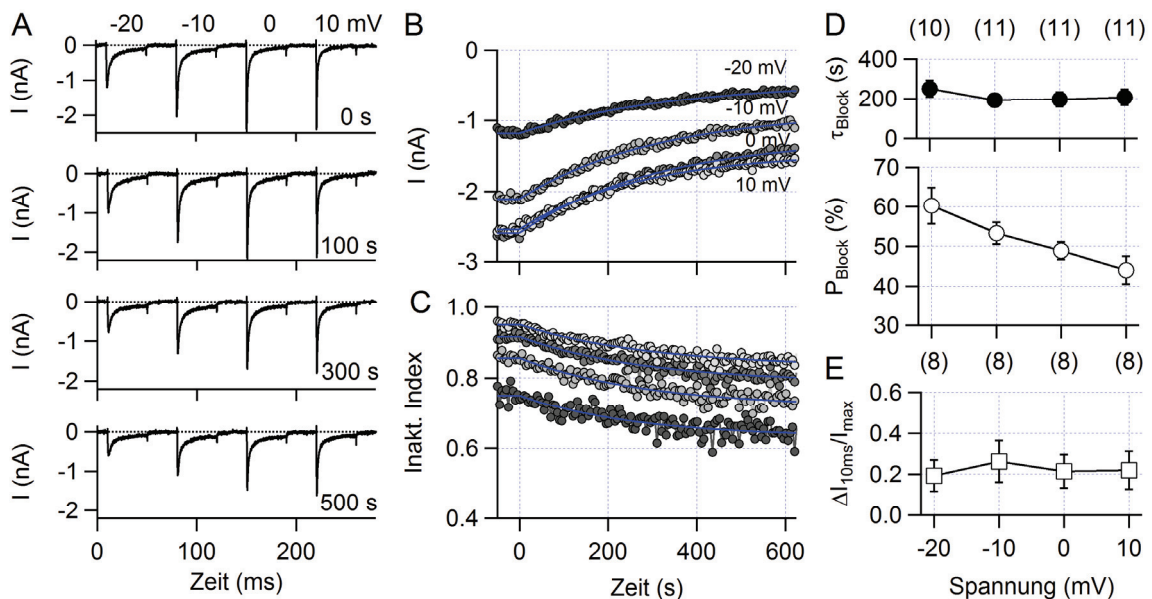 A
-20 -10 0 10 mV
I (nA)
0
-1
-2
0 s
I (nA)
0
-1
-2
100 s
I (nA)
0
-1
-2
300 s
I (nA)
0
-1
-2
500 s
0 100 200
Zeit (ms)
B
I (nA)
0
-1
-2
-3
-20 mV
-10 mV
0 mV
10 mV
C
Inakt. Index
1.0
0.8
0.6
0.4
0 200 400 600
Zeit (s)
D
(10) (11) (11) (11)
τBlock (s)
400
200
0
PBlock (%)
70
60
50
40
30
E
(8) (8) (8) (8)
ΔI10ms/Imax
0.6
0.4
0.2
0.0
-20 -10 0 10
Spannung (mV)